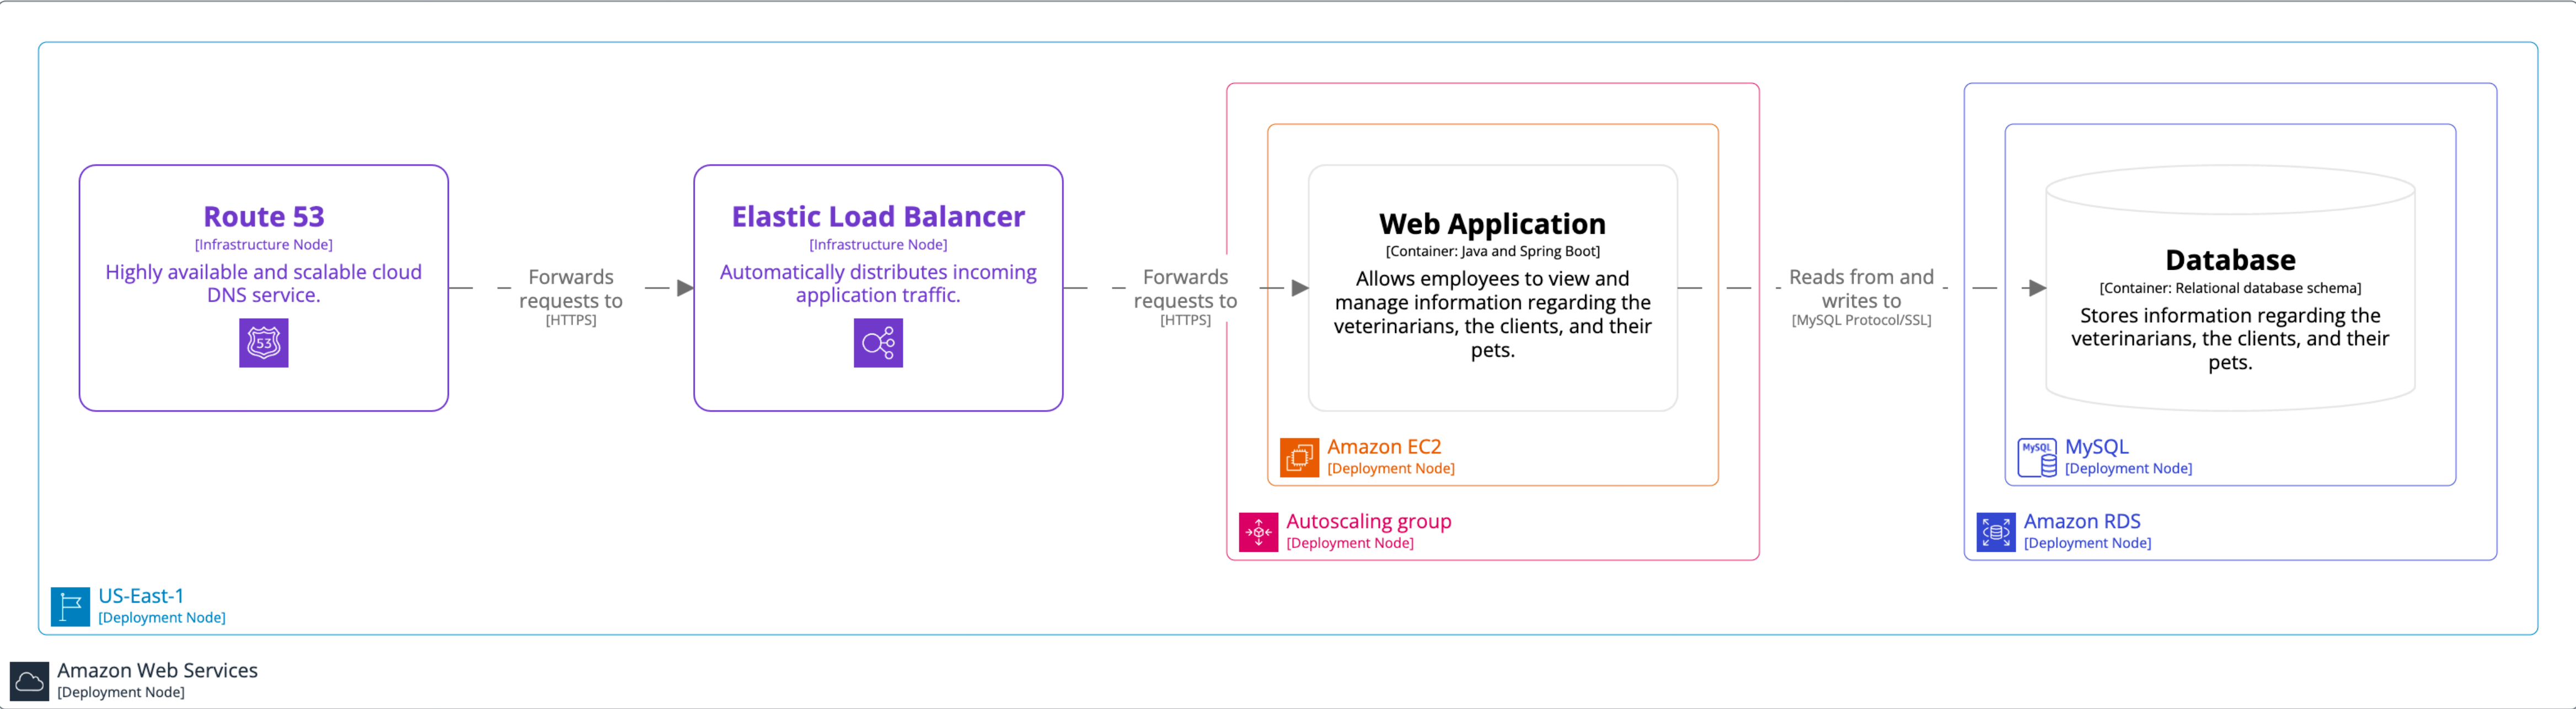 Route 53
[Infrastructure Node]
Highly available and scalable cloud
DNS service.
53
Forwards
requests to
[HTTPS]
Elastic Load Balancer
[Infrastructure Node]
Automatically distributes incoming
application traffic.
Forwards
requests to
[HTTPS]
Web Application
[Container: Java and Spring Boot]
Allows employees to view and
manage information regarding the
veterinarians, the clients, and their
pets.
Amazon EC2
[Deployment Node]
Autoscaling group
[Deployment Node]
Reads from and
writes to
[MySQL Protocol/SSL]
Database
[Container: Relational database schema]
Stores information regarding the
veterinarians, the clients, and their
pets.
MySQL
MySQL
[Deployment Node]
Amazon RDS
[Deployment Node]
US-East-1
[Deployment Node]
Amazon Web Services
[Deployment Node]